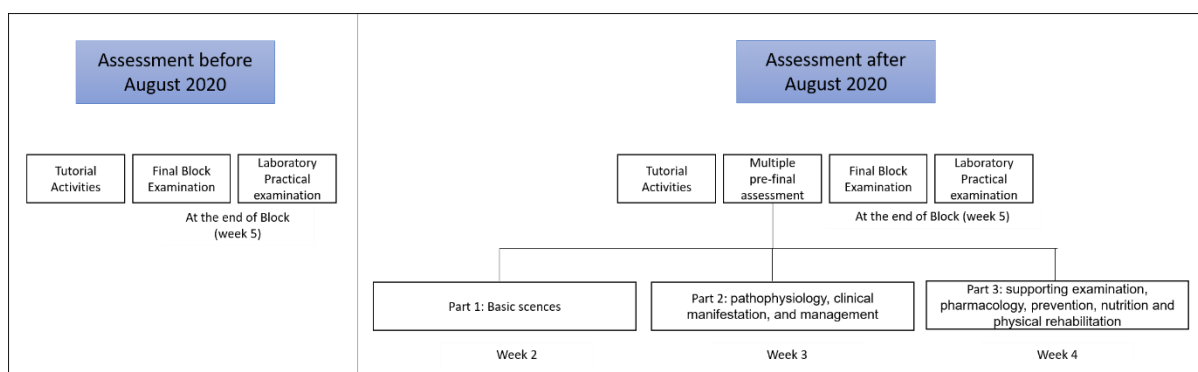 Assessment before
August 2020
Tutorial
Activities
Final Block
Examination
Laboratory
Practical
examination
At the end of Block
(week 5)
Assessment after
August 2020
Tutorial
Activities
Multiple
pre-final
assessment
Final Block
Examination
Laboratory
Practical
examination
At the end of Block (week 5)
Part 1: Basic scences
Part 2: pathophysiology, clinical
manifestation, and management
Part 3: supporting examination,
pharmacology, prevention, nutrition and
physical rehabilitation
Week 2
Week 3
Week 4